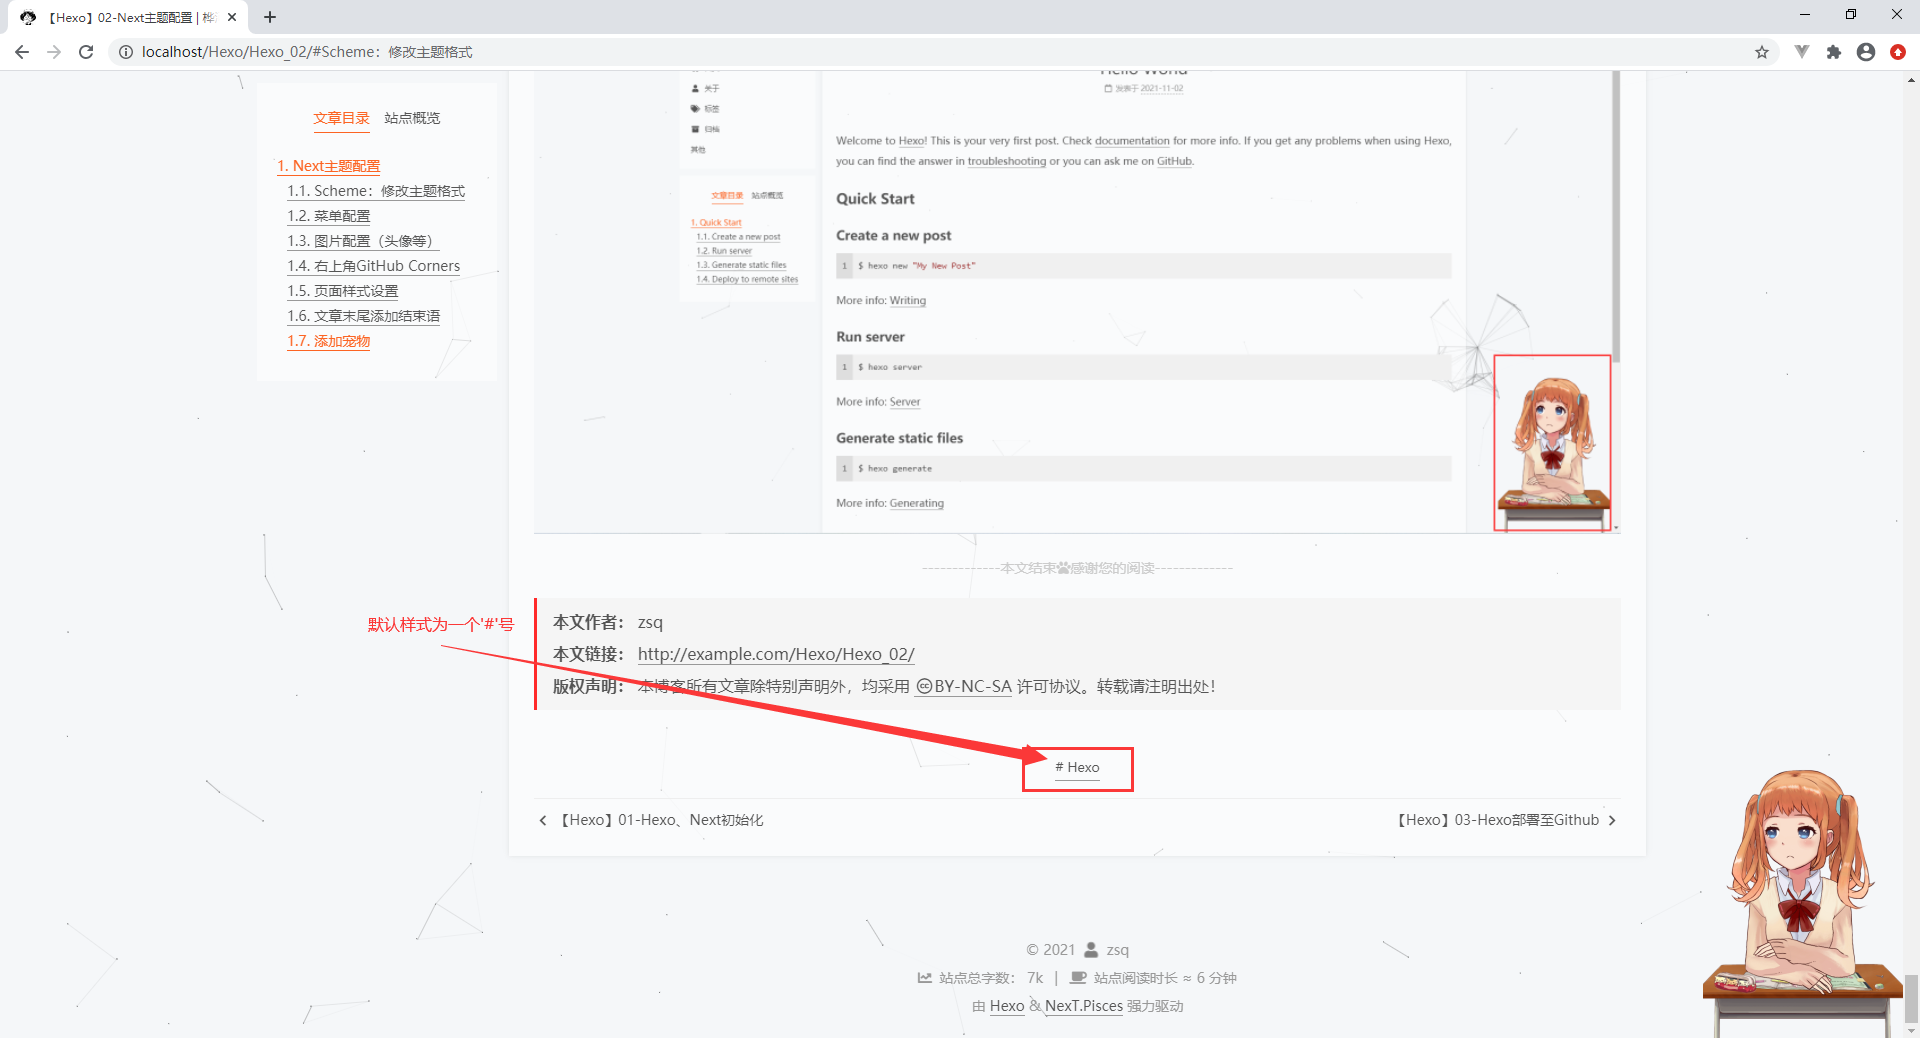 【Hexo】02-Next主题配置 | 桦
localhost/Hexo/Hexo_02/#Scheme：修改主题格式
文章目录 站点概览
1. Next主题配置
1.1. Scheme：修改主题格式
1.2. 菜单配置
1.3. 图片配置（头像等）
1.4. 右上角GitHub Corners
1.5. 页面样式设置
1.6. 文章末尾添加结束语
1.7. 添加宠物
关于
标签
归档
其他
文章目录 站点概览
1. Quick Start
1.1. Create a new post
1.2. Run server
1.3. Generate static files
1.4. Deploy to remote sites
Hello World
发表于 2021-11-02
Welcome to Hexo! This is your very first post. Check documentation for more info. If you get any problems when using Hexo,
you can find the answer in troubleshooting or you can ask me on GitHub.
Quick Start
Create a new post
1 $ hexo new "My New Post"
More info: Writing
Run server
1 $ hexo server
More info: Server
Generate static files
1 $ hexo generate
More info: Generating
-------------本文结束感谢您的阅读-------------
默认样式为一个'#'号
本文作者： zsq
本文链接： http://example.com/Hexo/Hexo_02/
版权声明： 本博客所有文章除特别声明外，均采用 BY-NC-SA 许可协议。转载请注明出处！
# Hexo
【Hexo】01-Hexo、Next初始化
【Hexo】03-Hexo部署至Github
© 2021 zsq
站点总字数： 7k | 站点阅读时长 ≈ 6 分钟
由 Hexo & NexT.Pisces 强力驱动